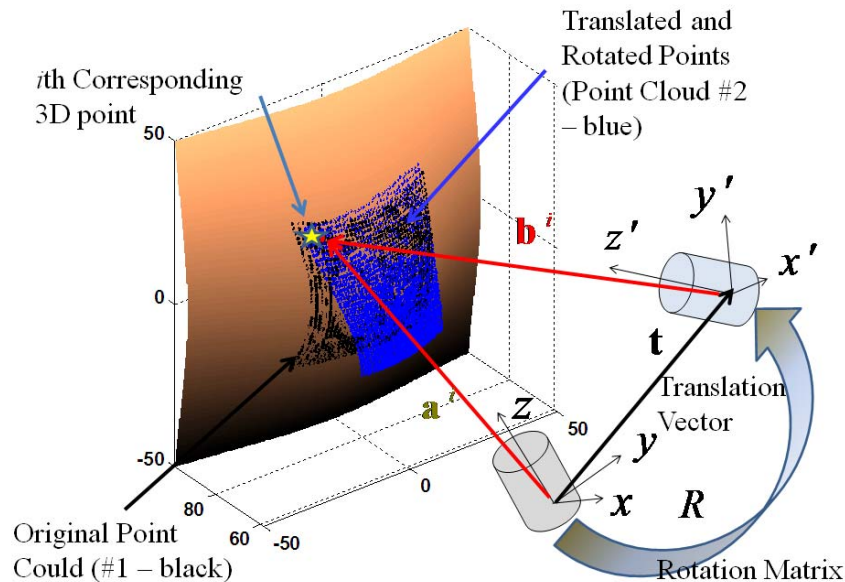 Translated and
Rotated Points
(Point Cloud #2
– blue)
ith Corresponding
3D point
50
0
-50
80
60
-50
0
50
b i
a i
y'
z'
x'
t
Translation
Vector
z
y
x
R
Rotation Matrix
Original Point
Could (#1 – black)